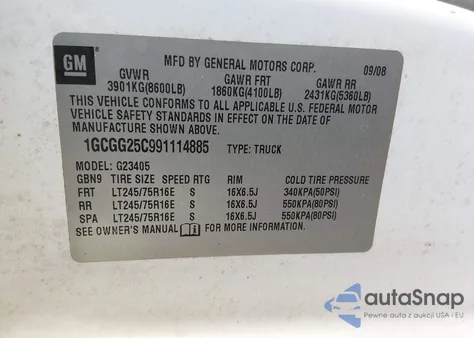 GM
MFD BY GENERAL MOTORS CORP. 09/08
GVWR GAWR FRT GAWR RR
3901KG(8600LB) 1860KG(4100LB) 2431KG(5360LB)
THIS VEHICLE CONFORMS TO ALL APPLICABLE U.S. FEDERAL MOTOR
VEHICLE SAFETY STANDARDS IN EFFECT ON THE DATE OF
MANUFACTURE SHOWN ABOVE.
1GCGG25C991114885 TYPE: TRUCK
MODEL: G23405
GBN9 TIRE SIZE SPEED RTG RIM COLD TIRE PRESSURE
FRT LT245/75R16E S 16X6.5J 340KPA(50PSI)
RR LT245/75R16E S 16X6.5J 550KPA(80PSI)
SPA LT245/75R16E S 16X6.5J 550KPA(80PSI)
SEE OWNER'S MANUAL FOR MORE INFORMATION.
autaSnap
Pewne auta z dostawą USA - EU